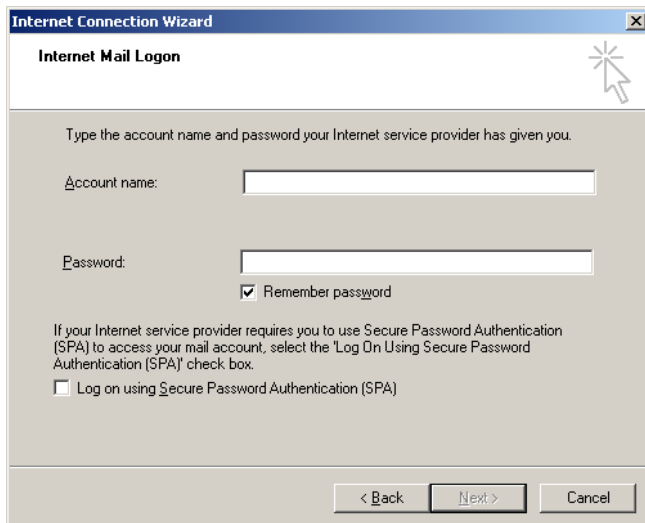 Internet Connection Wizard
Internet Mail Logon
Type the account name and password your Internet service provider has given you.
Account name:
Password:
Remember password
If your Internet service provider requires you to use Secure Password Authentication
(SPA) to access your mail account, select the 'Log On Using Secure Password
Authentication (SPA)' check box.
Log on using Secure Password Authentication (SPA)
< Back Next > Cancel